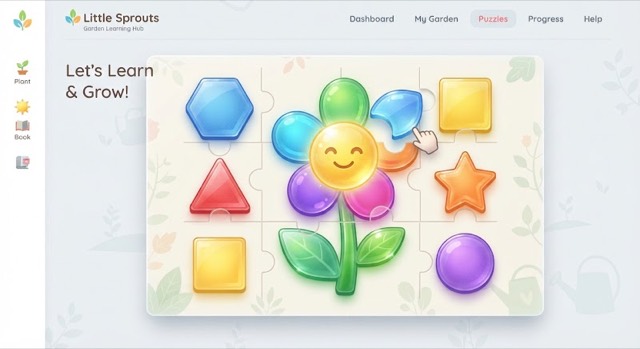 Little Sprouts
Garden Learning Hub
Dashboard
My Garden
Puzzles
Progress
Help
Let's Learn
& Grow!
Plant
Book